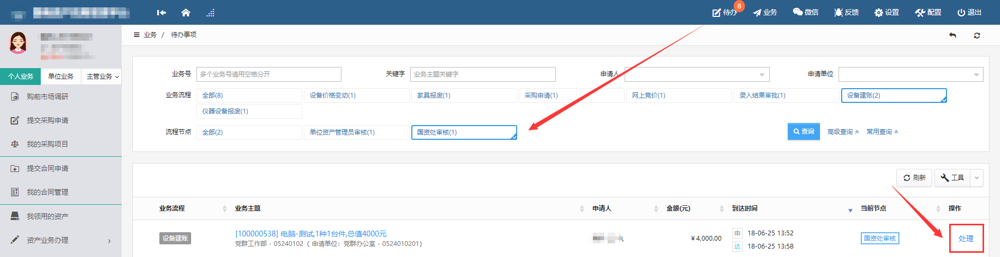 待办 8 业务 微信 反馈 设置 配置 退出
业务 / 待办事项
个人业务 单位业务 主管业务
购前市场调研
提交采购申请
我的采购项目
提交合同申请
我的合同管理
我领用的资产
资产业务办理
业务号 多个业务号请用空格分开 关键字 业务主题关键字 申请人 申请单位
业务流程 全部(8) 设备价格变动(1) 家具报废(1) 采购申请(1) 网上竞价(1) 录入结果审批(1) 设备建账(2)
仪器设备报废(1)
流程节点 全部(2) 单位资产管理员审核(1) 国资处审核(1) 查询 高级查询 常用查询
刷新 工具
业务流程 业务主题 申请人 金额(元) 到达时间 当前节点 操作
设备建账 [100000538] 电脑-测试,1种1台件,总值4000元 ¥4,000.00 申 18-06-25 13:52 国资处审核 处理
党群工作部 - 05240102 ( 申请单位: 党群办公室 - 0524010201) 达 18-06-25 13:58